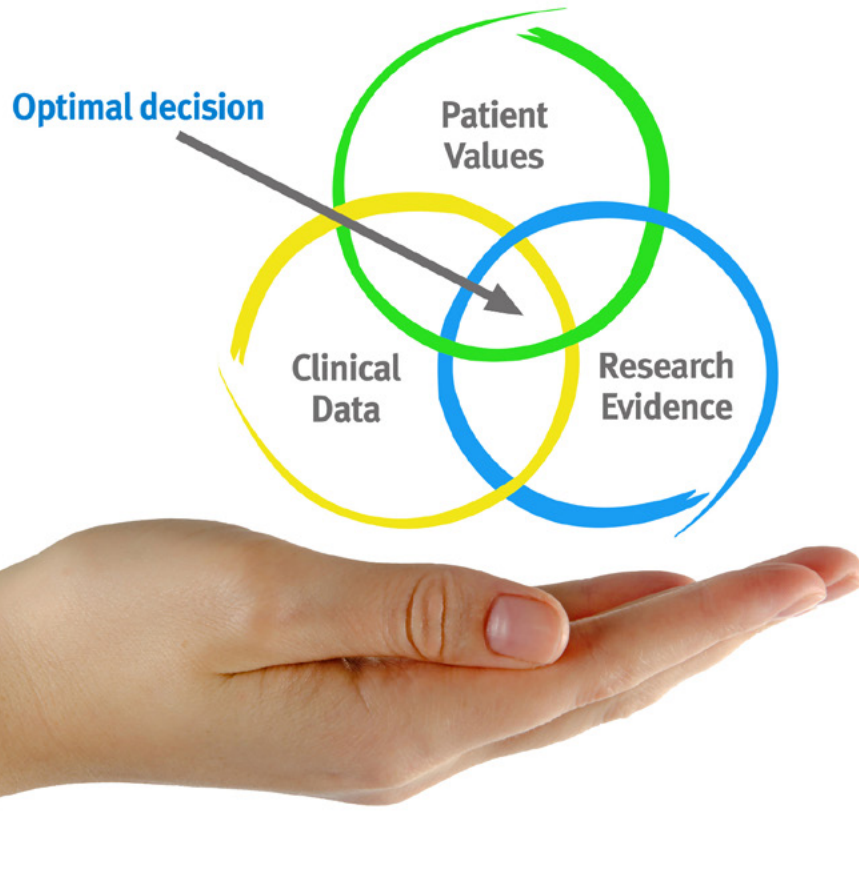 Optimal decision
Patient
Values
Clinical
Data
Research
Evidence